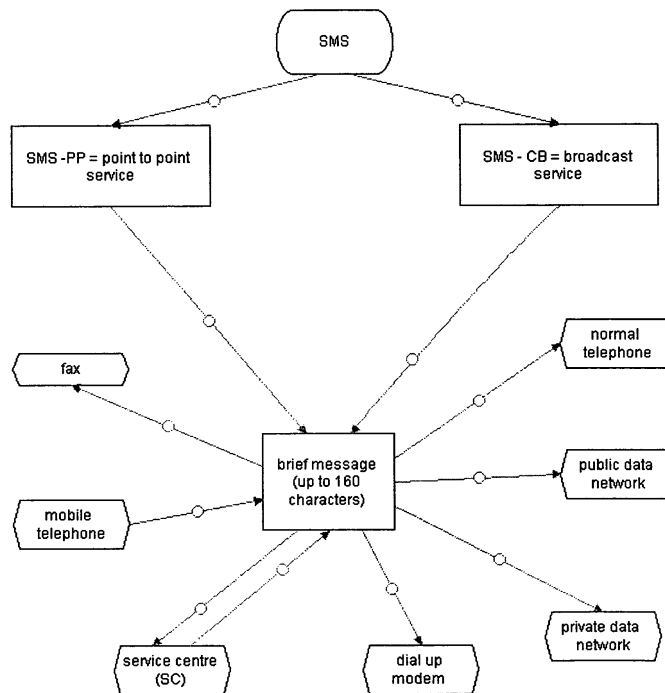 SMS
SMS -PP = point to point
service
SMS - CB = broadcast
service
normal
telephone
fax
brief message
(up to 160
characters)
public data
network
mobile
telephone
private data
network
service centre
(SC)
dial up
modem